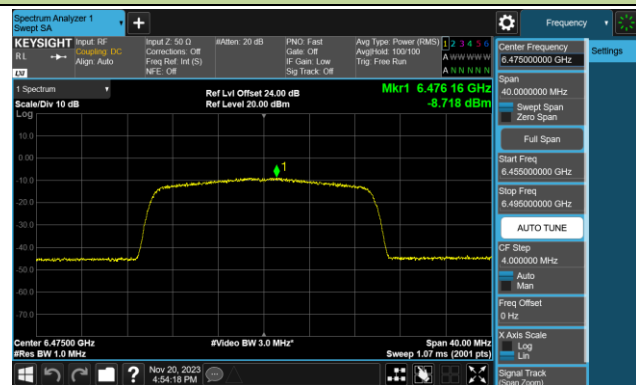 Spectrum Analyzer 1
Swept SA
Frequency
KEYSIGHT
RL
LXI
Input: RF
Coupling: DC
Align: Auto
Input Z: 50 Ω
Corrections: Off
Freq Ref: Int (S)
NFE: Off
#Atten: 20 dB
PNO: Fast
Gate: Off
IF Gain: Low
Sig Track: Off
Avg Type: Power (RMS)
Avg|Hold: 100/100
Trig: Free Run
1 2 3 4 5 6
A W W W W W
A N N N N N
1 Spectrum
Scale/Div 10 dB
Log
Ref Lvl Offset 24.00 dB
Ref Level 20.00 dBm
Mkr1 6.476 16 GHz
-8.718 dBm
1
10.0
0.00
-10.0
-20.0
-30.0
-40.0
-50.0
-60.0
-70.0
Center 6.47500 GHz
#Res BW 1.0 MHz
#Video BW 3.0 MHz*
Span 40.00 MHz
Sweep 1.07 ms (2001 pts)
Nov 20, 2023
4:54:18 PM
Center Frequency
6.475000000 GHz
Settings
Span
40.0000000 MHz
Swept Span
Zero Span
Full Span
Start Freq
6.455000000 GHz
Stop Freq
6.495000000 GHz
AUTO TUNE
CF Step
4.000000 MHz
Auto
Man
Freq Offset
0 Hz
X Axis Scale
Log
Lin
Signal Track
(Span Zoom)